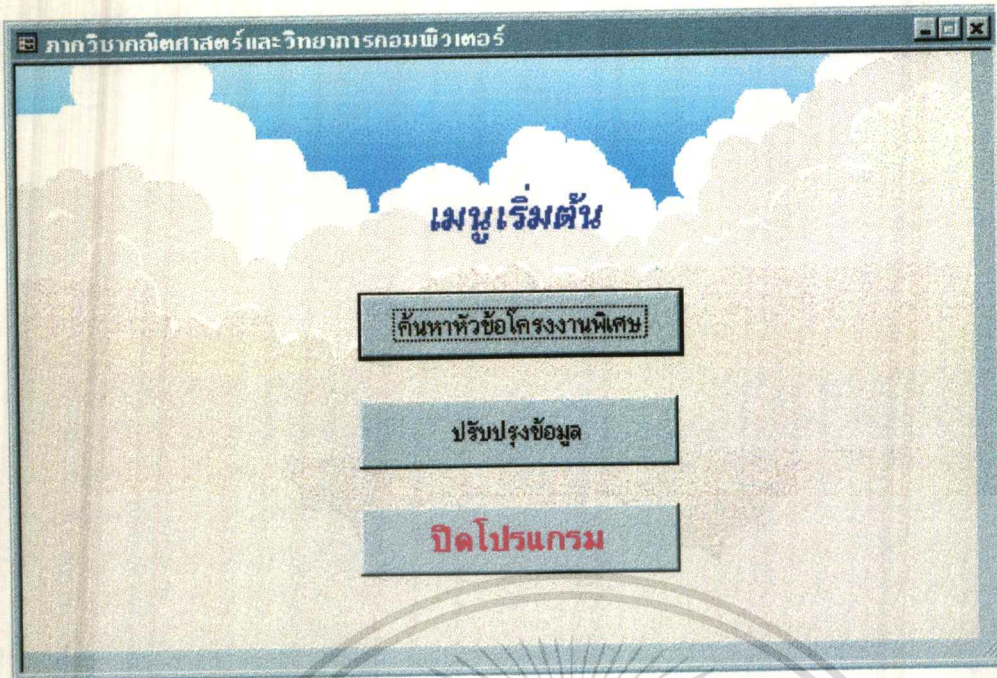 ภาควิชาคณิตศาสตร์และวิทยาการคอมพิวเตอร์
เมนูเริ่มต้น
ค้นหาหัวข้อโครงงานพิเศษ
ปรับปรุงข้อมูล
ปิดโปรแกรม